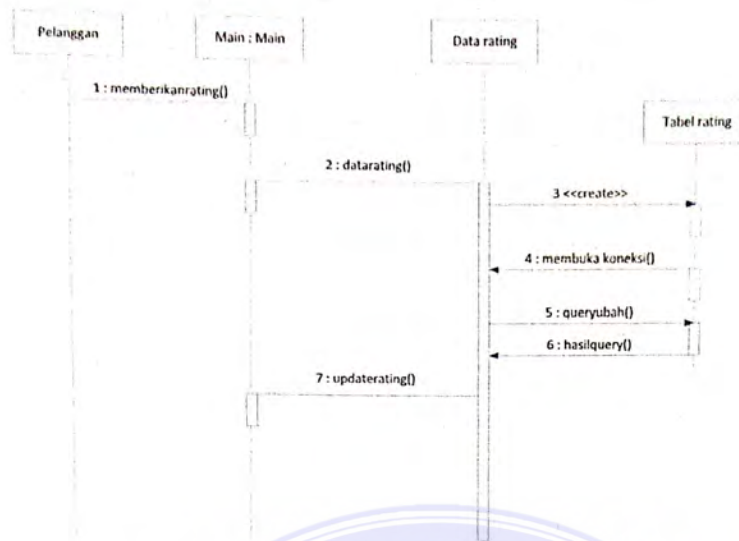 Pelanggan
Main : Main
Data rating
1 : memberikanrating()
Tabel rating
2 : datarating()
3 <<create>>
4 : membuka koneksi()
5 : queryubah()
6 : hasilquery()
7 : updaterating()